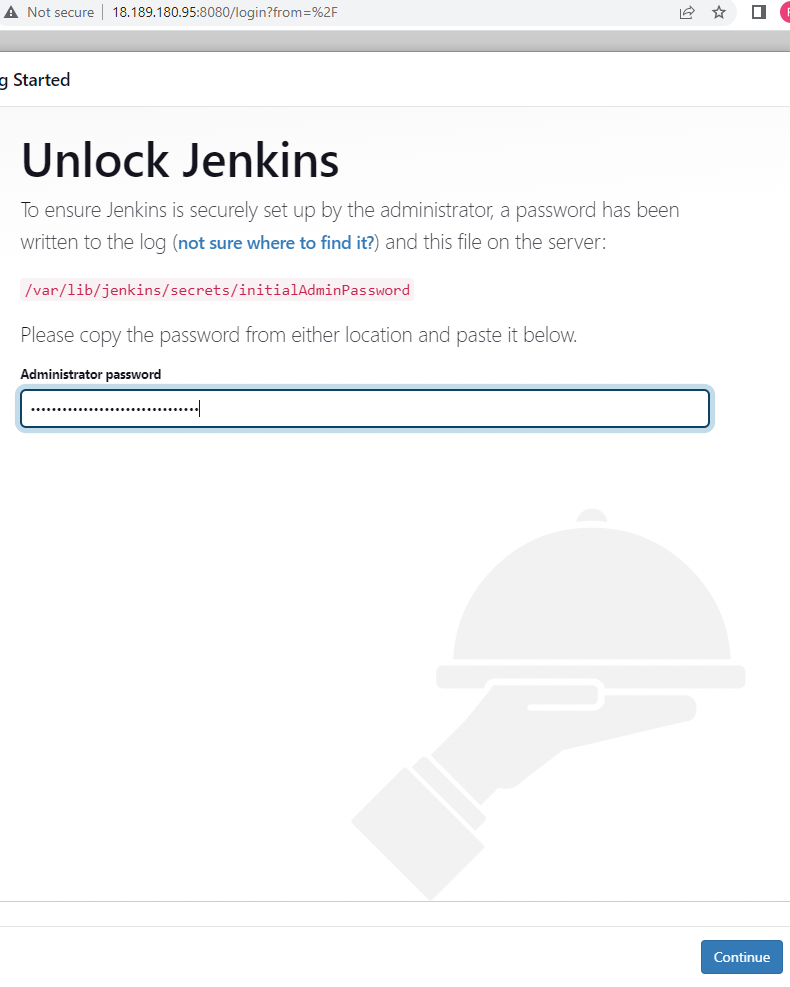 Not secure 18.189.180.95:8080/login?from=%2F
g Started
Unlock Jenkins
To ensure Jenkins is securely set up by the administrator, a password has been
written to the log (not sure where to find it?) and this file on the server:
/var/lib/jenkins/secrets/initialAdminPassword
Please copy the password from either location and paste it below.
Administrator password
••••••••••••••••••••••••••••••••
Continue